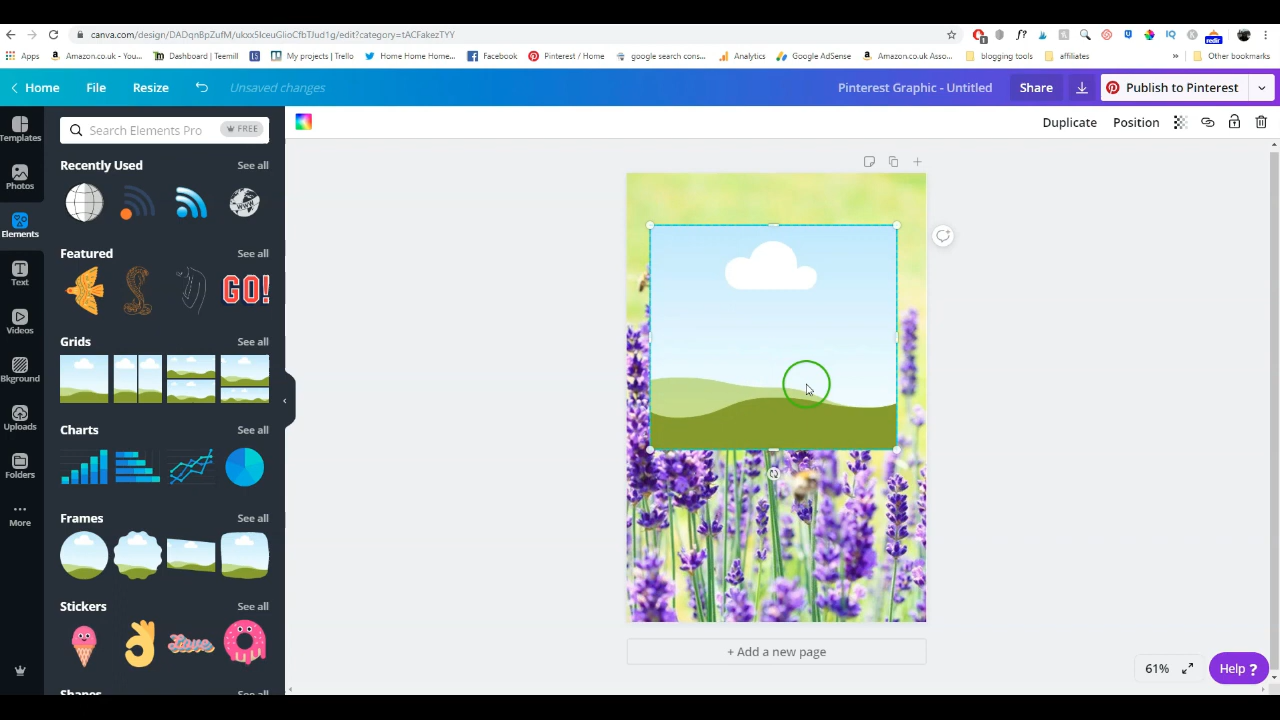 canva.com/design/DADqnBpZufM/ukxxSlceuGlioCfbTJud1g/edit?category=tACFakezTYY
Apps
Amazon.co.uk - You...
Dashboard | Teemill
My projects | Trello
Home Home Home...
Facebook
Pinterest / Home
google search cons...
Analytics
Google AdSense
Amazon.co.uk Asso...
blogging tools
affiliates
Other bookmarks
Home
File
Resize
Unsaved changes
Pinterest Graphic - Untitled
Share
Publish to Pinterest
Templates
Photos
Elements
Text
Videos
Bkground
Uploads
Folders
More
Search Elements Pro
FREE
Duplicate
Position
Recently Used
See all
WWW
Featured
See all
GO!
Grids
See all
Charts
See all
Frames
See all
Stickers
See all
Love
+ Add a new page
61%
Help ?